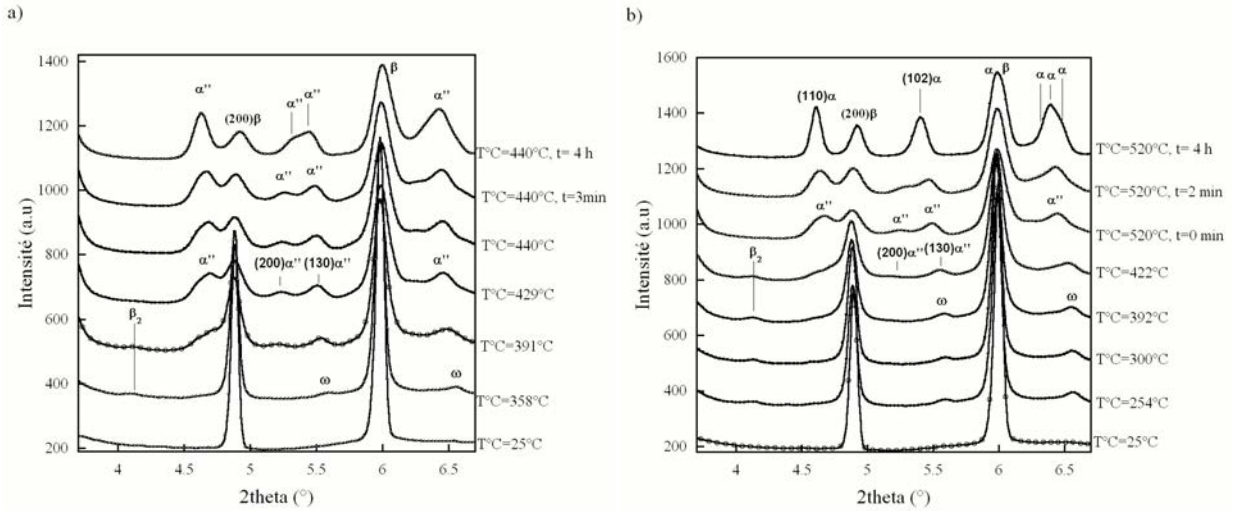 a)
1400
1200
1000
800
600
400
200
Intensité (a.u)
α''
(200)β
α''
α''
β
α''
α''
α''
α''
(200)α''
(130)α''
α''
β2
ω
ω
T°C=440°C, t= 4 h
T°C=440°C, t=3min
T°C=440°C
T°C=429°C
T°C=391°C
T°C=358°C
T°C=25°C
4
4.5
5
5.5
6
6.5
2theta (°)
b)
1600
1400
1200
1000
800
600
400
200
Intensité (a.u)
(110)α
(200)β
(102)α
α β
α α α
α''
α''
α''
α''
(200)α''
(130)α''
β2
ω
ω
T°C=520°C, t= 4 h
T°C=520°C, t=2 min
T°C=520°C, t=0 min
T°C=422°C
T°C=392°C
T°C=300°C
T°C=254°C
T°C=25°C
4
4.5
5
5.5
6
6.5
2theta (°)